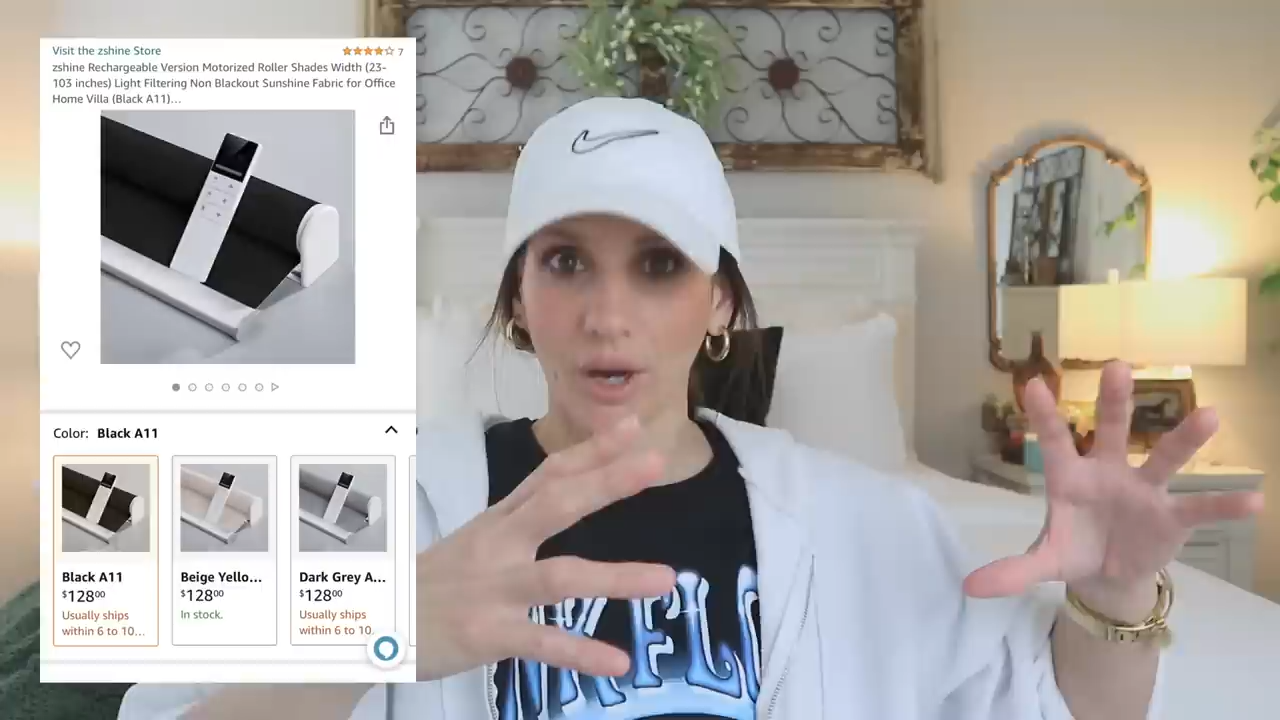 Visit the zshine Store
7
zshine Rechargeable Version Motorized Roller Shades Width (23-
103 inches) Light Filtering Non Blackout Sunshine Fabric for Office
Home Villa (Black A11)...
Color: Black A11
Black A11
$12800
Usually ships
within 6 to 10...
Beige Yello...
$12800
In stock.
Dark Grey A...
$12800
Usually ships
within 6 to 10